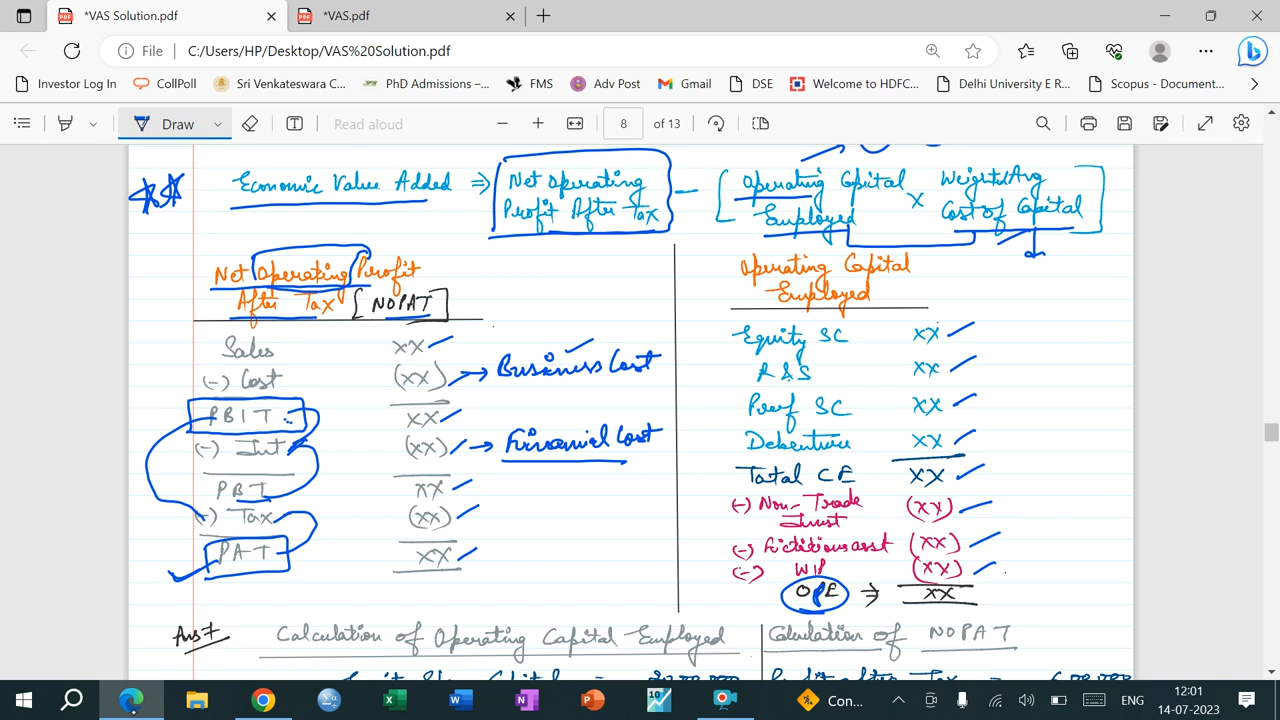 *VAS Solution.pdf
*VAS.pdf
File
C:/Users/HP/Desktop/VAS%20Solution.pdf
Investor Log In
CollPoll
Sri Venkateswara C...
PhD Admissions –...
FMS
Adv Post
Gmail
DSE
Welcome to HDFC...
Delhi University E R...
Scopus - Document...
Draw
Read aloud
8
of 13
Economic Value Added ⇒ [Net Operating Profit After Tax] - [Operating Capital Employed x Weighted Avg Cost of Capital]
Net Operating Profit
After Tax [NOPAT]
Sales xx
(-) Cost (xx) → Business Cost
PBIT xx
(-) Int (xx) → Financial Cost
PBT xx
(-) Tax (xx)
PAT xx
Operating Capital
Employed
Equity SC xx
R&S xx
Pref SC xx
Debenture xx
Total CE xx
(-) Non-Trade (xx)
Invst
(-) Fictitious asst (xx)
(-) WIP (xx)
OCE ⇒ xx
Ans
Calculation of Operating Capital Employed
Calculation of NOPAT
Profit after Tax =
Con...
ENG
12:01
14-07-2023